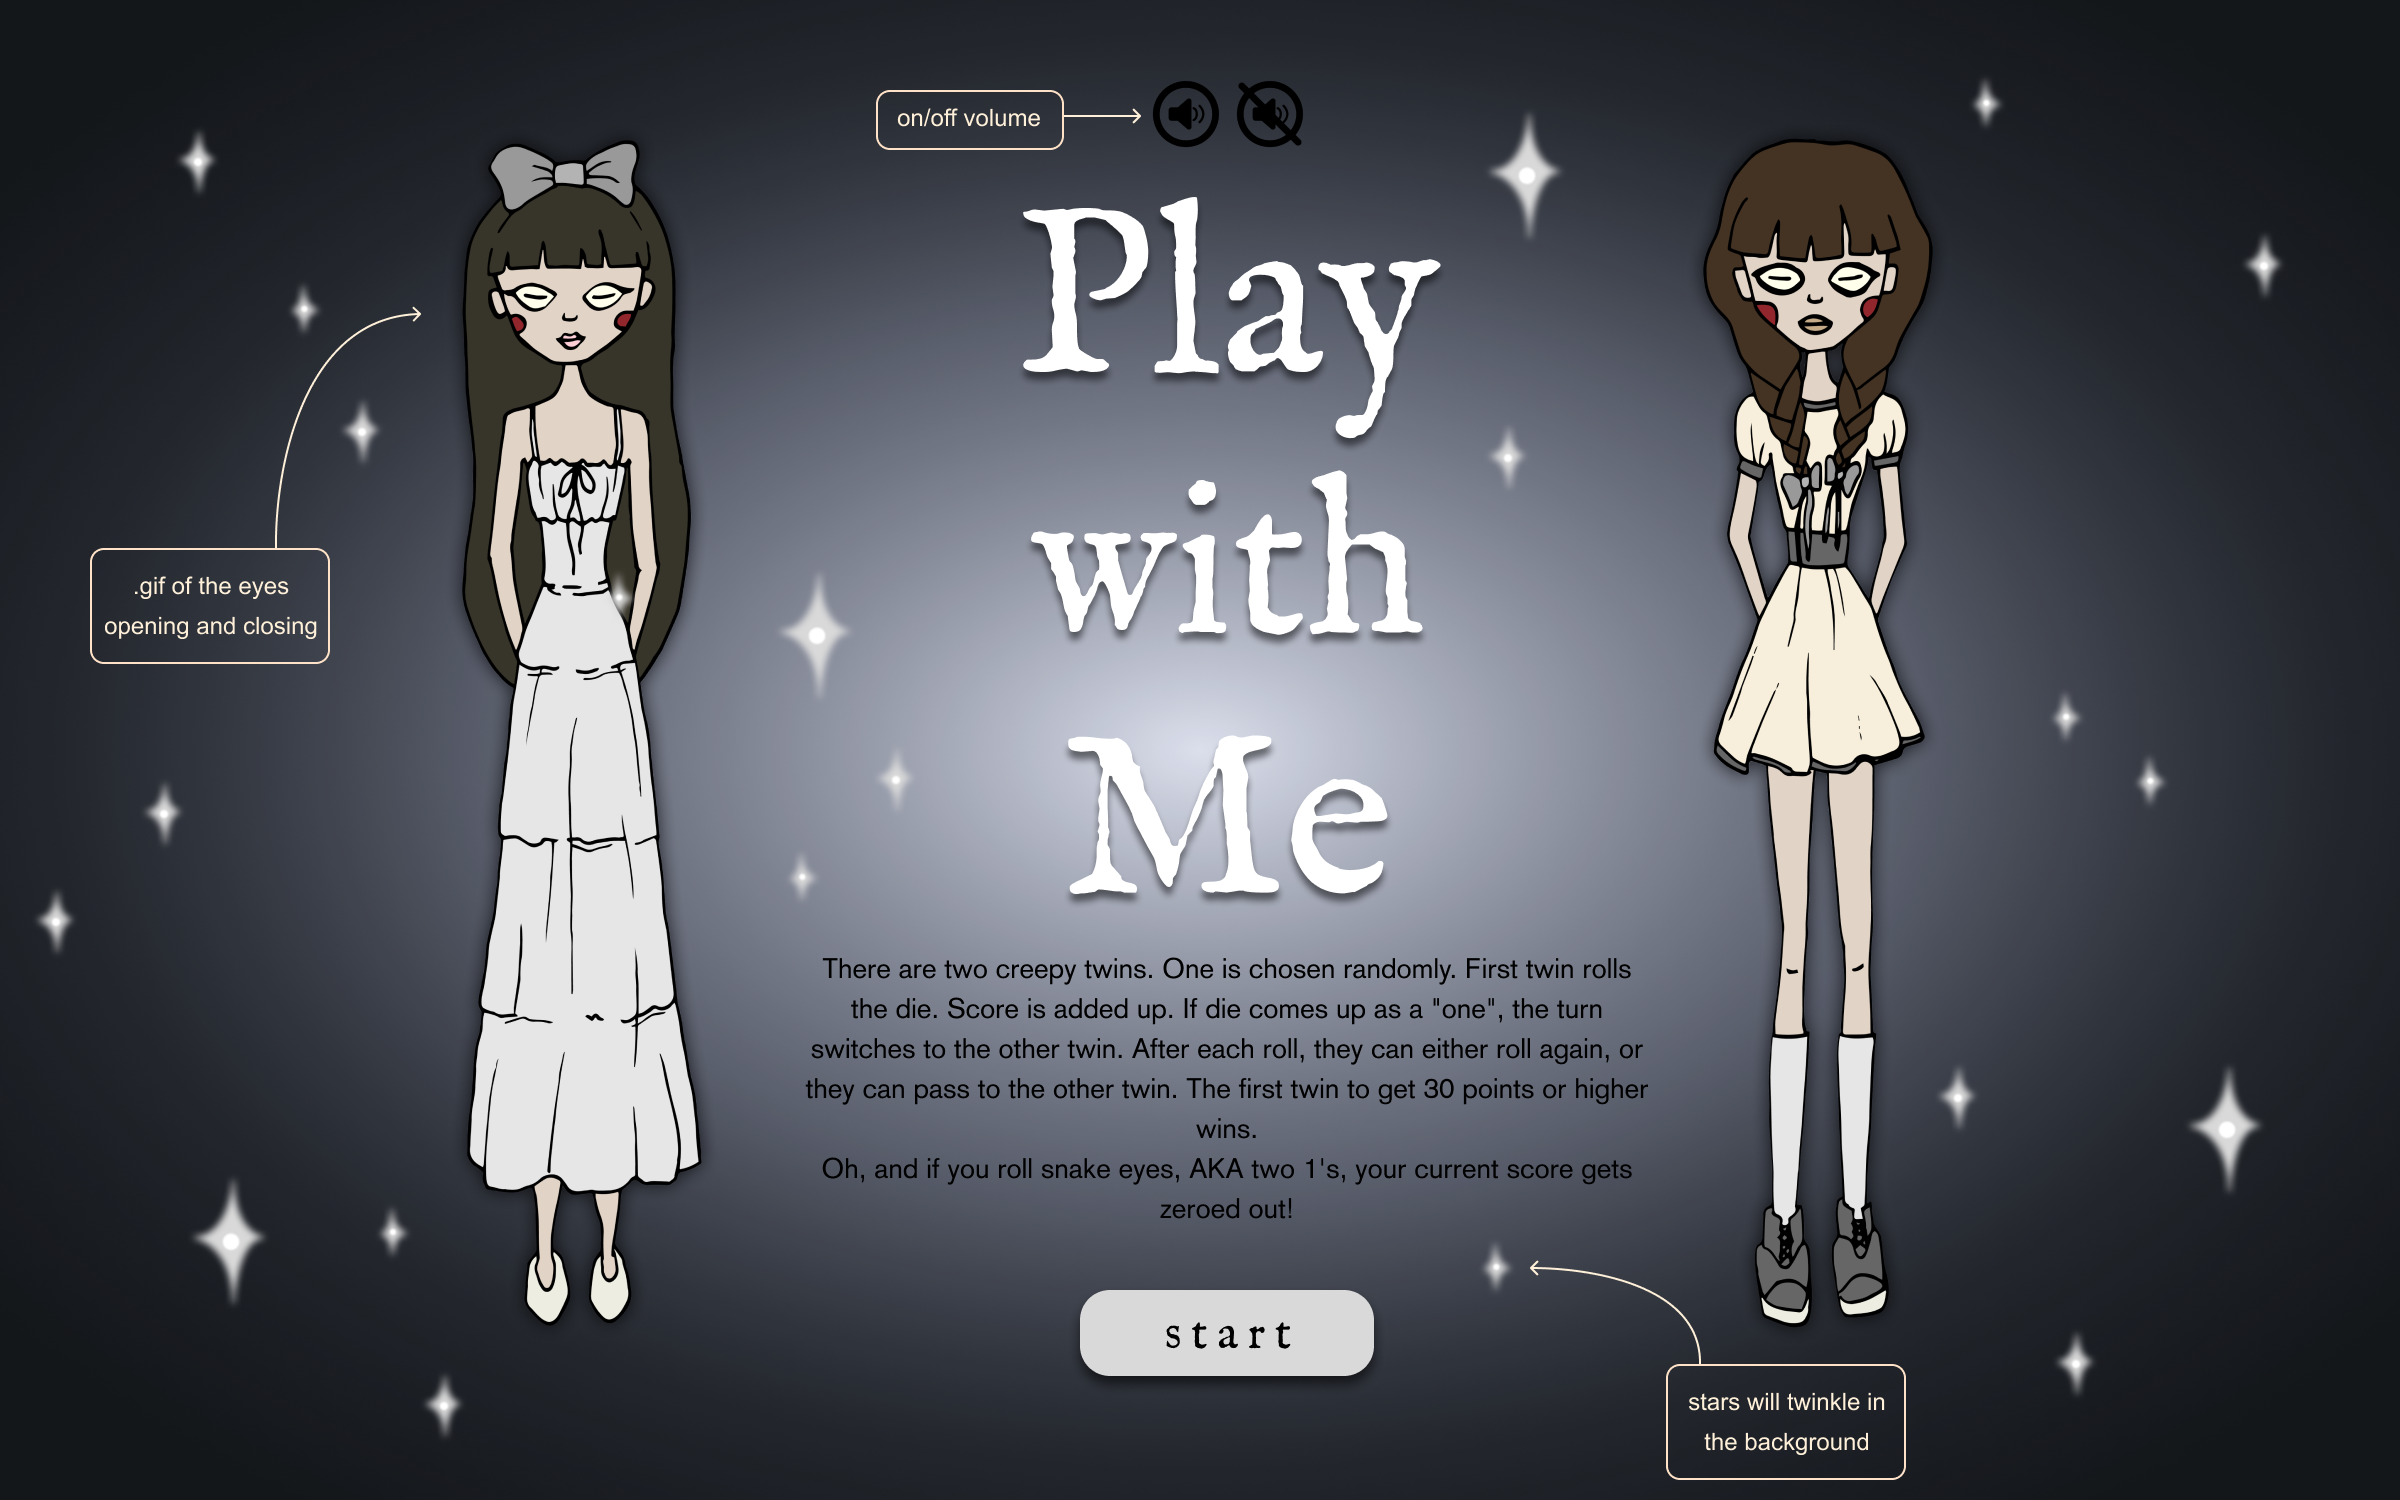 on/off volume
Play
with
Me
.gif of the eyes
opening and closing
There are two creepy twins. One is chosen randomly. First twin rolls
the die. Score is added up. If die comes up as a "one", the turn
switches to the other twin. After each roll, they can either roll again, or
they can pass to the other twin. The first twin to get 30 points or higher
wins.
Oh, and if you roll snake eyes, AKA two 1's, your current score gets
zeroed out!
start
stars will twinkle in
the background